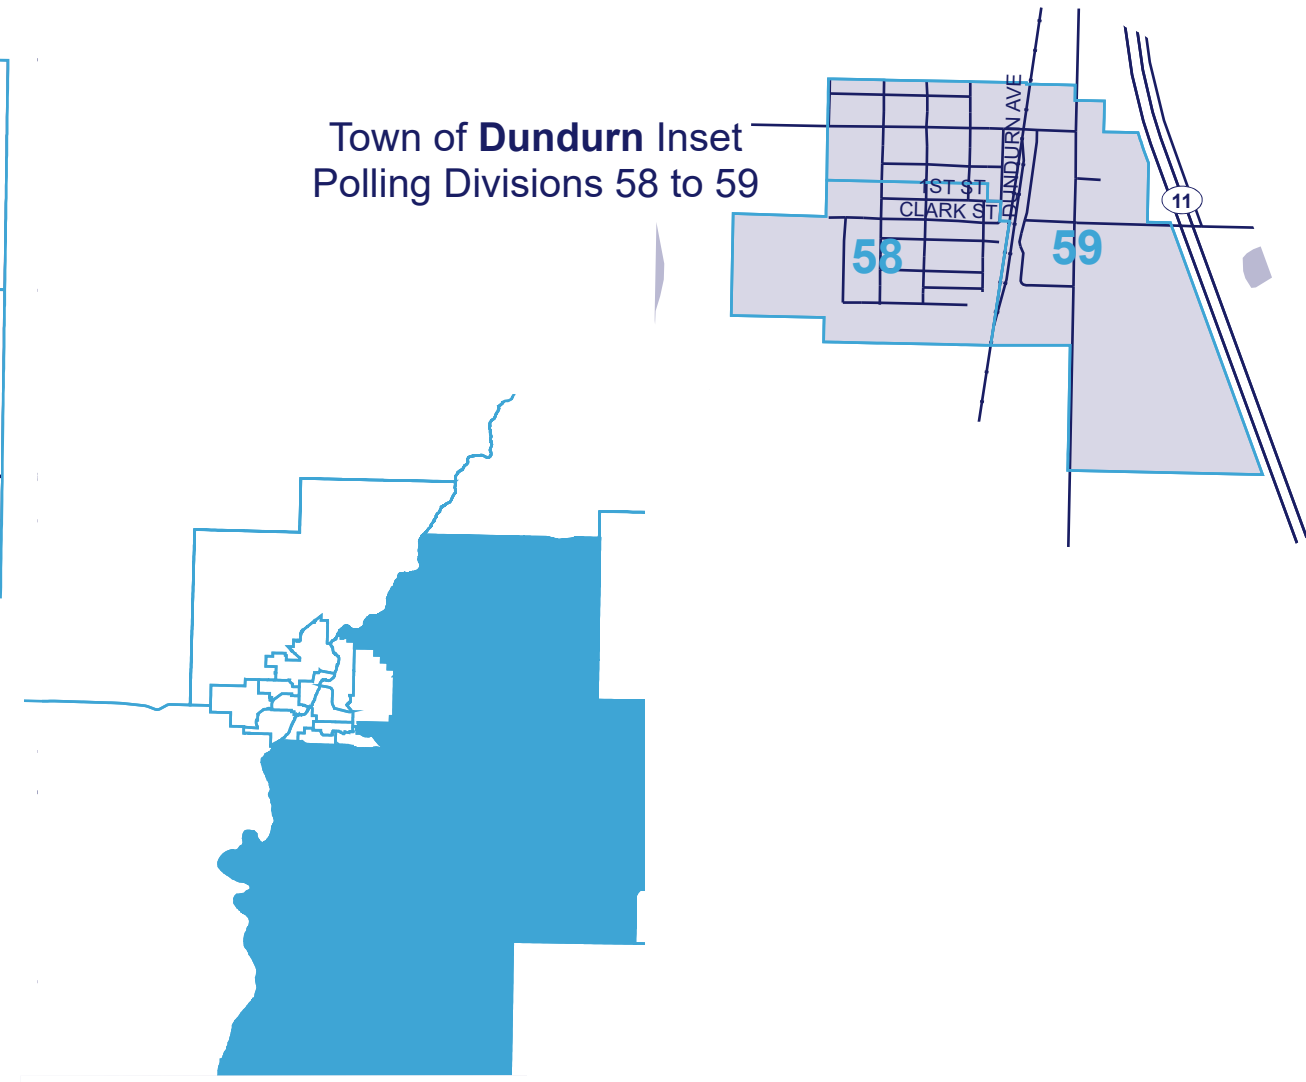 Town of Dundurn Inset
Polling Divisions 58 to 59
DUNDURN AVE
1ST ST
CLARK ST
11
58
59